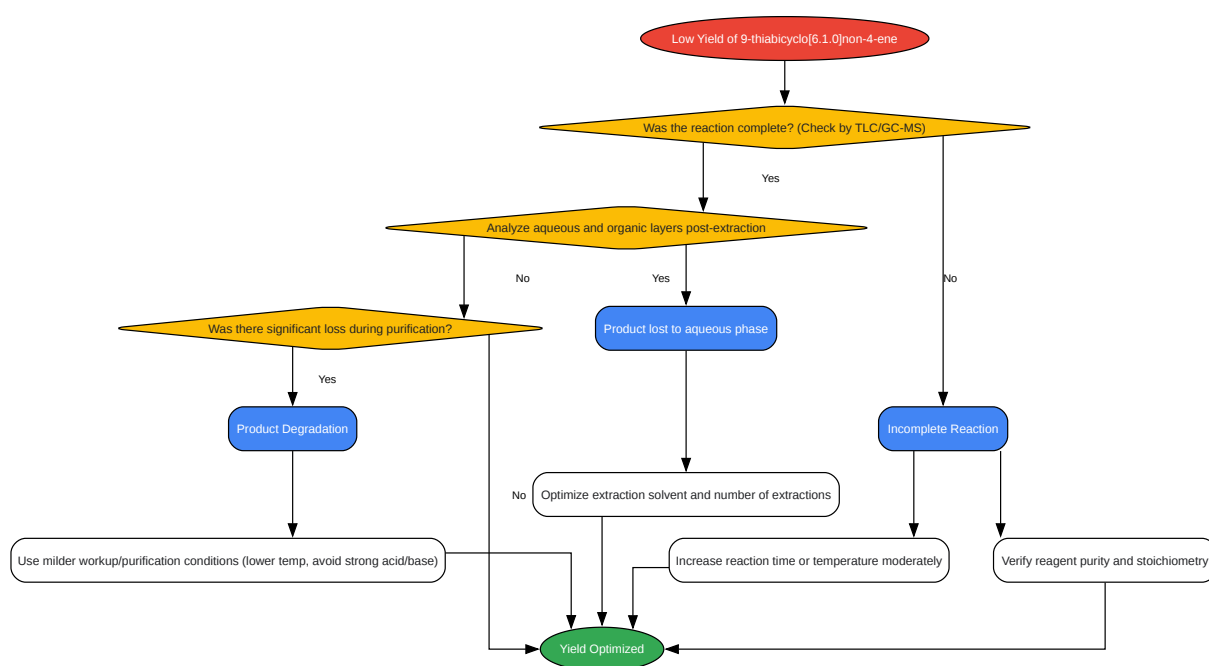 Low Yield of 9-thiabicyclo[6.1.0]non-4-ene
Was the reaction complete? (Check by TLC/GC-MS)
Yes
Analyze aqueous and organic layers post-extraction
No
Yes
No
Was there significant loss during purification?
Product lost to aqueous phase
Yes
Product Degradation
Incomplete Reaction
No
Optimize extraction solvent and number of extractions
Use milder workup/purification conditions (lower temp, avoid strong acid/base)
Increase reaction time or temperature moderately
Verify reagent purity and stoichiometry
Yield Optimized